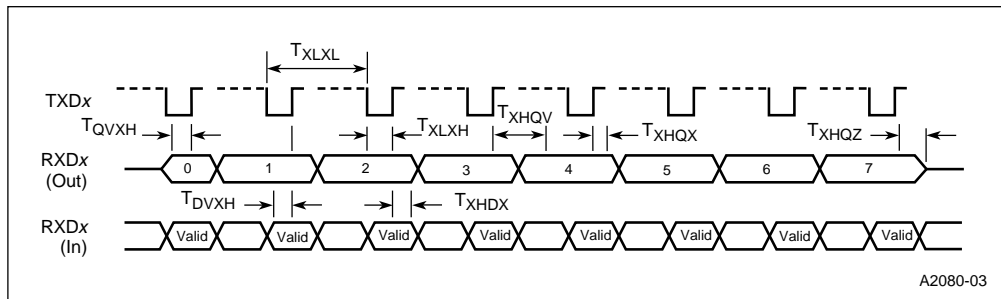 TXLXL
TXDx
TXHQV
TQVXH
TXLXH
TXHQX
TXHQZ
RXDx
(Out)
0 1 2 3 4 5 6 7
TDVXH
TXHDX
RXDx
(In)
Valid Valid Valid Valid Valid Valid Valid Valid
A2080-03